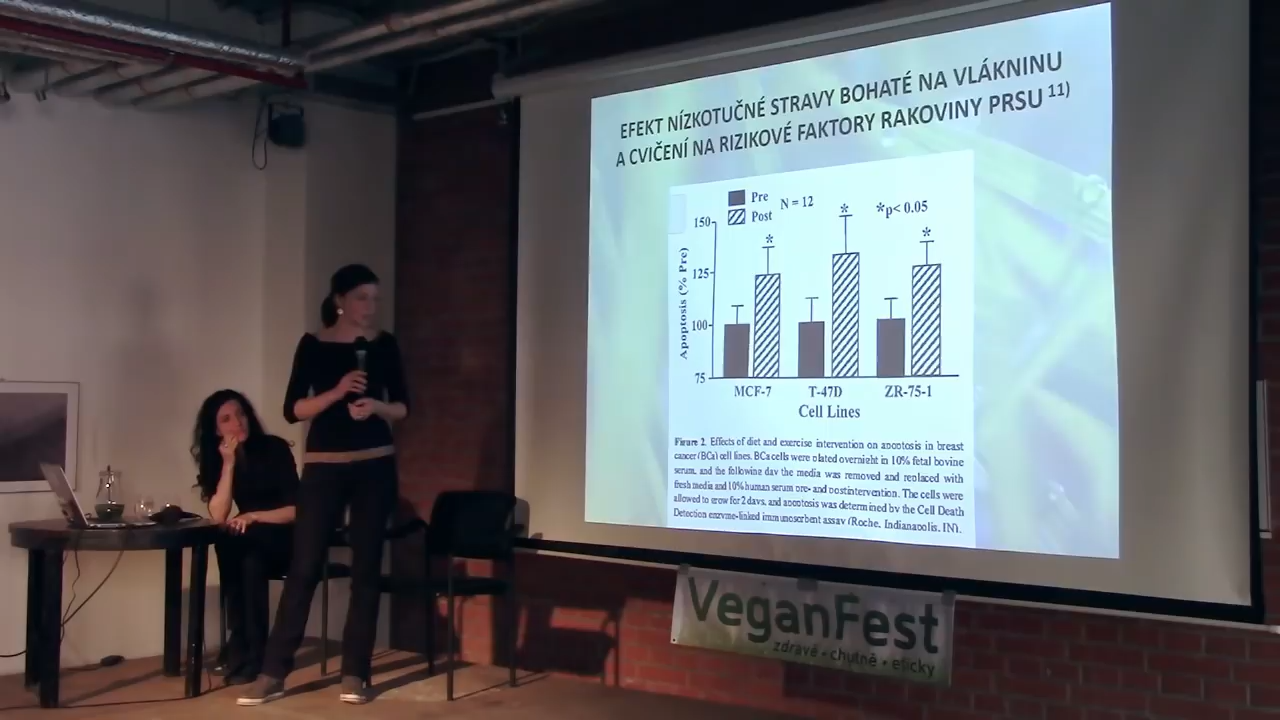 EFEKT NÍZKOTUČNÉ STRAVY BOHATÉ NA VLÁKNINU
A CVIČENÍ NA RIZIKOVÉ FAKTORY RAKOVINY PRSU 11)
Pre
Post
N = 12
*p< 0.05
150
125
100
75
Apoptosis (% Pre)
* * *
MCF-7 T-47D ZR-75-1
Cell Lines
Figure 2. Effects of diet and exercise intervention on apoptosis in breast
cancer (BCa) cell lines. BCa cells were plated overnight in 10% fetal bovine
serum, and the following day the media was removed and replaced with
fresh media and 10% human serum pre- and postintervention. The cells were
allowed to grow for 2 days, and apoptosis was determined by the Cell Death
Detection enzyme-linked immunosorbent assay (Roche, Indianapolis, IN).
VeganFest
zdravě • chutně • eticky